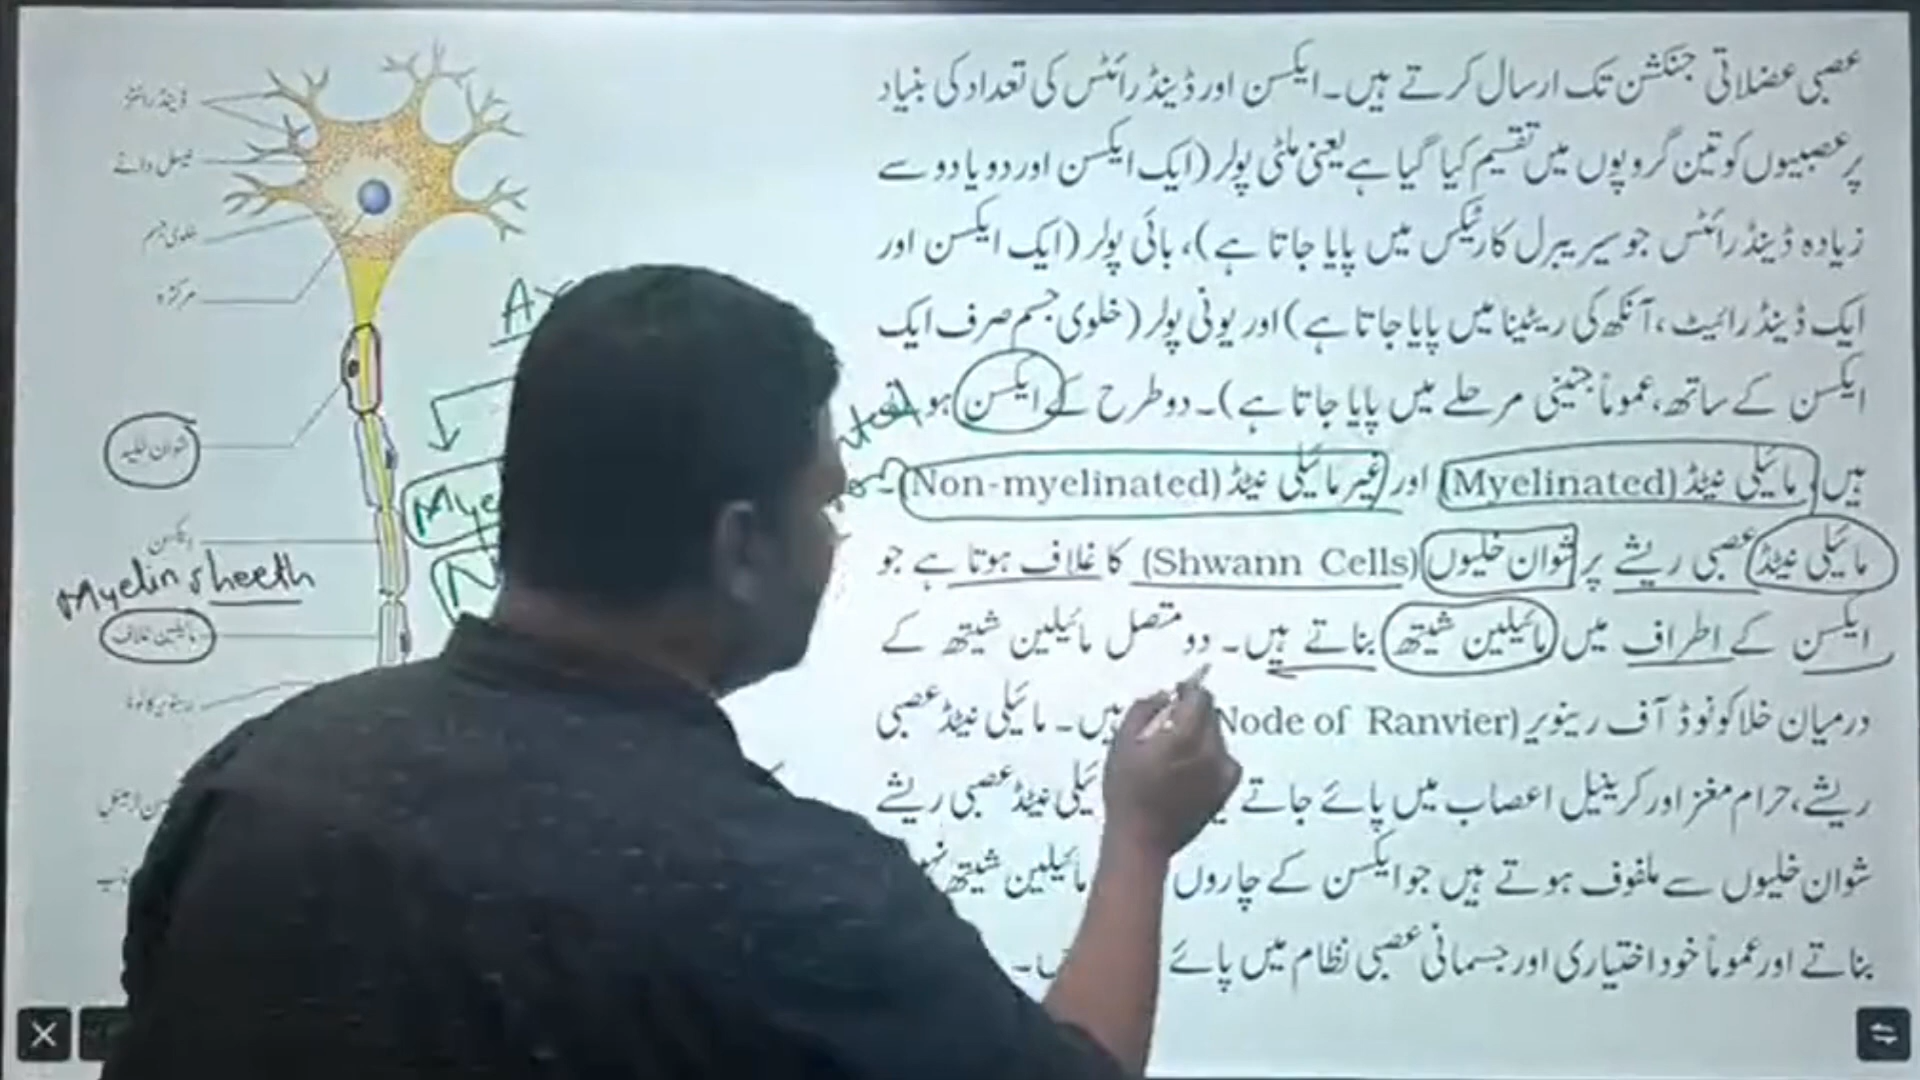 عصبی عضلاتی جنکشن تک ارسال کرتے ہیں۔ ایکسن اور ڈینڈرائٹس کی تعداد کی بنیاد
پر عصبیوں کو تین گروپوں میں تقسیم کیا گیا ہے یعنی ملٹی پولر (ایک ایکسن اور دو یا دو سے
زیادہ ڈینڈرائٹس جو سیریبرل کارٹیکس میں پایا جاتا ہے)، بائی پولر (ایک ایکسن اور
ایک ڈینڈرائیٹ، آنکھ کی ریٹینا میں پایا جاتا ہے) اور یونی پولر (خلوی جسم صرف ایک
ایکسن کے ساتھ، عموماً جنینی مرحلے میں پایا جاتا ہے)۔ دو طرح کے ایکسن ہو
ہیں، مائیلی نیٹڈ (Myelinated) اور غیر مائیلی نیٹڈ (Non-myelinated)۔
مائیلی نیٹڈ عصبی ریشے پر شوان خلیوں (Shwann Cells) کا غلاف ہوتا ہے جو
ایکسن کے اطراف میں مائیلین شیتھ بناتے ہیں۔ دو متصل مائیلین شیتھ کے
درمیان خلا کو نوڈ آف رینویر (Node of Ranvier) ہیں۔ مائیلی نیٹڈ عصبی
ریشے، حرام مغز اور کرینیل اعصاب میں پائے جاتے نیٹڈ عصبی ریشے
شوان خلیوں سے ملفوف ہوتے ہیں جو ایکسن کے چاروں مائیلین شیتھ
بناتے اور عموماً خود اختیاری اور جسمانی عصبی نظام میں پائے
ڈینڈرائٹز
نیسل دانے
خلوی جسم
مرکزہ
شوان خلیہ
ایکسن
Myelin sheeth
مائیلین غلاف
رینویر کا نوڈ